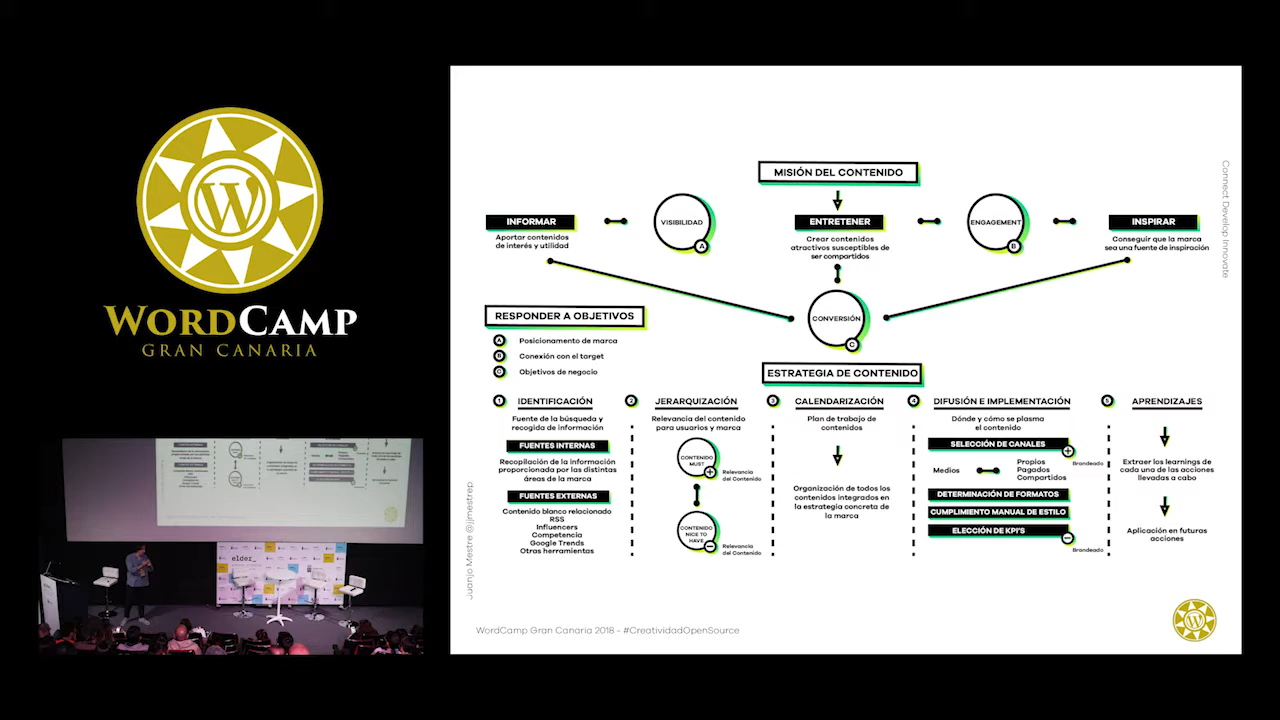 WORDCAMP
GRAN CANARIA
elder_
MISIÓN DEL CONTENIDO
INFORMAR
Aportar contenidos
de interés y utilidad
VISIBILIDAD
A
ENTRETENER
Crear contenidos
atractivos susceptibles de
ser compartidos
ENGAGEMENT
B
INSPIRAR
Conseguir que la marca
sea una fuente de inspiración
CONVERSIÓN
C
RESPONDER A OBJETIVOS
A Posicionamento de marca
B Conexión con el target
C Objetivos de negocio
ESTRATEGIA DE CONTENIDO
1 IDENTIFICACIÓN
Fuente de la búsqueda y
recogida de información
FUENTES INTERNAS
Recopilación de la información
proporcionada por las distintas
áreas de la marca
FUENTES EXTERNAS
Contenido blanco relacionado
RSS
Influencers
Competencia
Google Trends
Otras herramientas
2 JERARQUIZACIÓN
Relevancia del contenido
para usuarios y marca
CONTENIDO
MUST
+
Relevancia
del Contenido
CONTENIDO
NICE TO
HAVE
−
Relevancia
del Contenido
3 CALENDARIZACIÓN
Plan de trabajo de
contenidos
Organización de todos los
contenidos integrados en
la estrategia concreta de
la marca
4 DIFUSIÓN E IMPLEMENTACIÓN
Dónde y cómo se plasma
el contenido
SELECCIÓN DE CANALES
+
Brandeado
Medios
Propios
Pagados
Compartidos
DETERMINACIÓN DE FORMATOS
CUMPLIMIENTO MANUAL DE ESTILO
ELECCIÓN DE KPI'S
−
Brandeado
5 APRENDIZAJES
Extraer los learnings de
cada una de las acciones
llevadas a cabo
Aplicación en futuras
acciones
Connect Develop Innovate
Juanjo Mestre @jjmestrep
WordCamp Gran Canaria 2018 - #CreatividadOpenSource